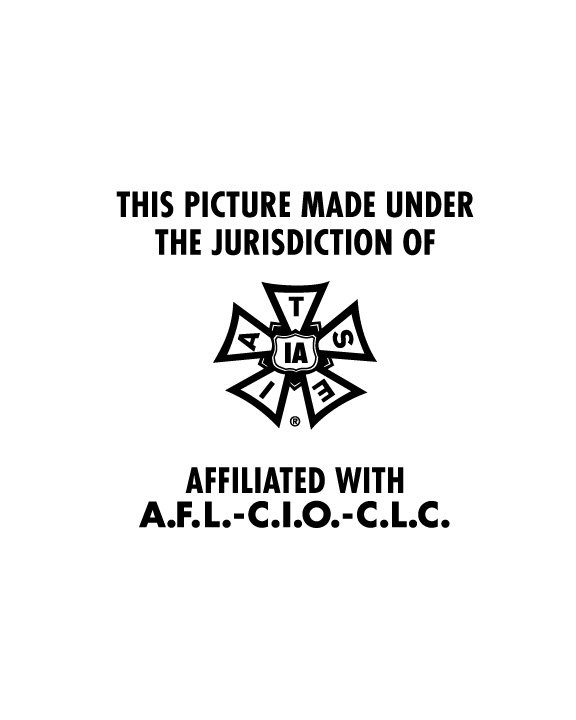 THIS PICTURE MADE UNDER
THE JURISDICTION OF
I A T S E
IA
®
AFFILIATED WITH
A.F.L.-C.I.O.-C.L.C.